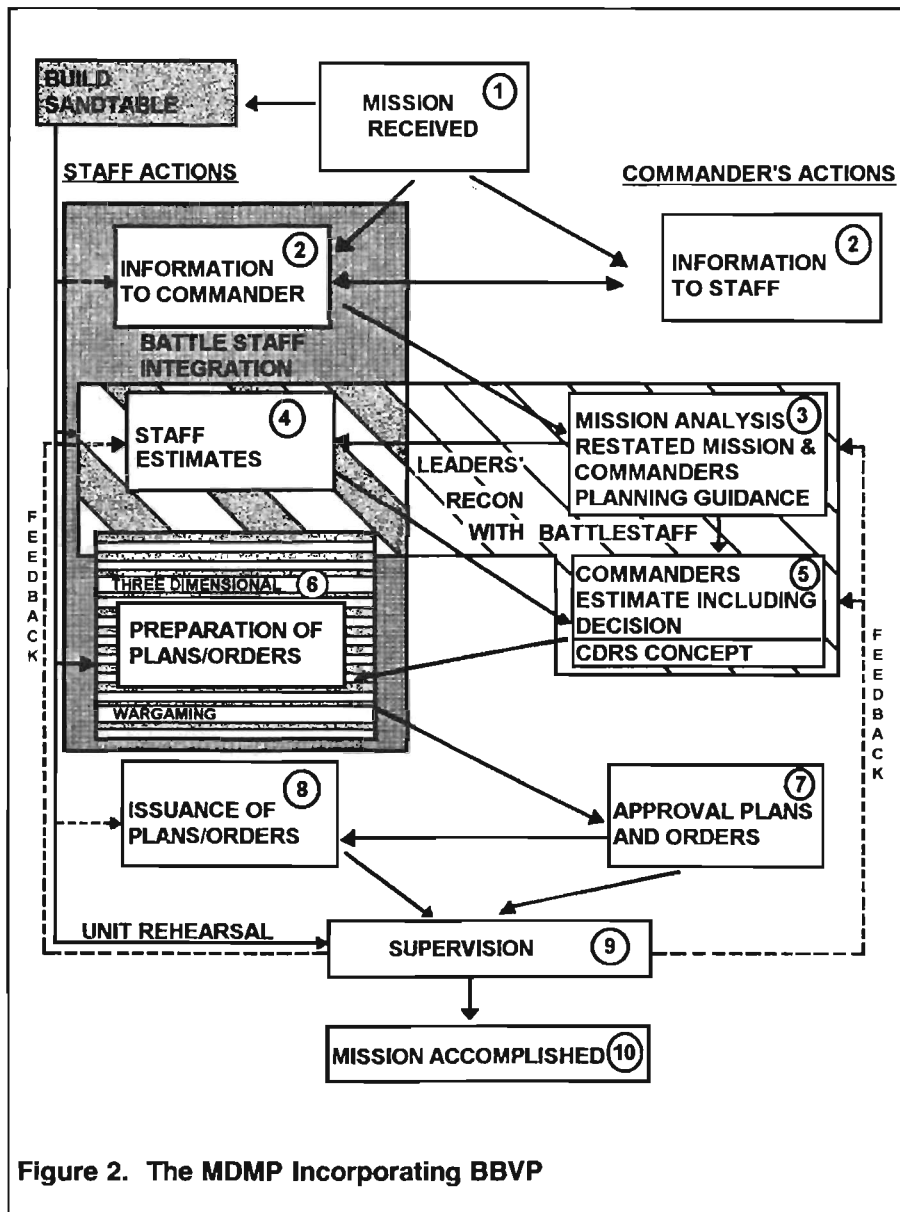 BUILD
SANDTABLE
MISSION
RECEIVED
1
STAFF ACTIONS
COMMANDER'S ACTIONS
2
INFORMATION
TO COMMANDER
2
INFORMATION
TO STAFF
BATTLE STAFF
INTEGRATION
4
STAFF
ESTIMATES
3
MISSION ANALYSIS
RESTATED MISSION &
COMMANDERS
PLANNING GUIDANCE
LEADERS'
RECON
WITH BATTLESTAFF
FEEDBACK
THREE DIMENSIONAL 6
PREPARATION OF
PLANS/ORDERS
WARGAMING
5
COMMANDERS
ESTIMATE INCLUDING
DECISION
CDRS CONCEPT
FEEDBACK
8
ISSUANCE OF
PLANS/ORDERS
7
APPROVAL PLANS
AND ORDERS
UNIT REHEARSAL
SUPERVISION 9
MISSION ACCOMPLISHED 10
Figure 2. The MDMP Incorporating BBVP